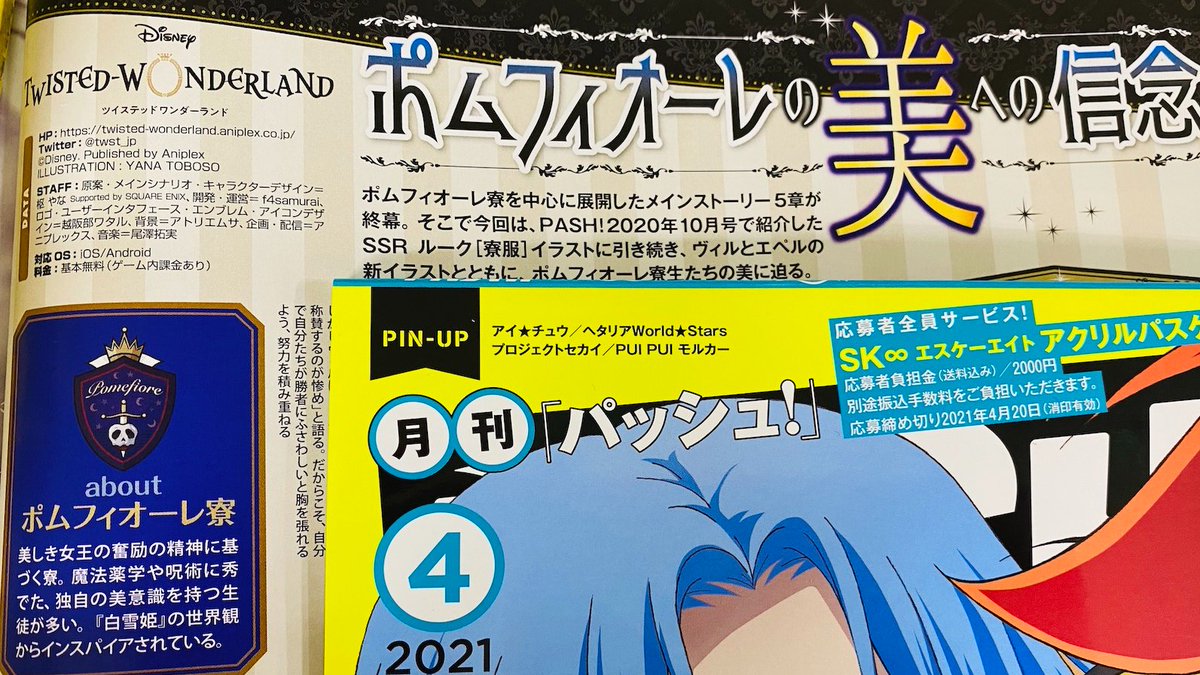 Disney
TWISTED-WONDERLAND
ツイステッドワンダーランド
DATA
HP: https://twisted-wonderland.aniplex.co.jp/
Twitter: @twst_jp
©Disney. Published by Aniplex
ILLUSTRATION : YANA TOBOSO
STAFF:原案・メインシナリオ・キャラクターデザイン=
枢 やな Supported by SQUARE ENIX、開発・運営= f4samurai、
ロゴ・ユーザーインタフェース・エンブレム・アイコンデザ
イン=越阪部ワタル、背景=アトリエムサ、企画・配信=ア
ニプレックス、音楽=尾澤拓実
対応OS:iOS/Android
料金:基本無料(ゲーム内課金あり)
ポムフィオーレの美への信念
ポムフィオーレ寮を中心に展開したメインストーリー5章が
終幕。そこで今回は、PASH!2020年10月号で紹介した
SSR ルーク[寮服]イラストに引き続き、ヴィルとエペルの
新イラストとともに、ポムフィオーレ寮生たちの美に迫る。
称賛するのが惨め」と語る。だからこそ、自分
で自分たちが勝者にふさわしいと胸を張れる
よう、努力を積み重ねる
Pomefiore
about
ポムフィオーレ寮
美しき女王の奮励の精神に基
づく寮。魔法薬学や呪術に秀
でた、独自の美意識を持つ生
徒が多い。『白雪姫』の世界観
からインスパイアされている。
PIN-UP
アイ★チュウ/ヘタリアWorld★Stars
プロジェクトセカイ/PUI PUI モルカー
応募者全員サービス!
SK∞ エスケーエイト アクリルパスケ
応募者負担金(送料込み)/2000円
別途振込手数料をご負担いただきます。
応募締め切り2021年4月20日(消印有効)
月刊「パッシュ!」
4
2021